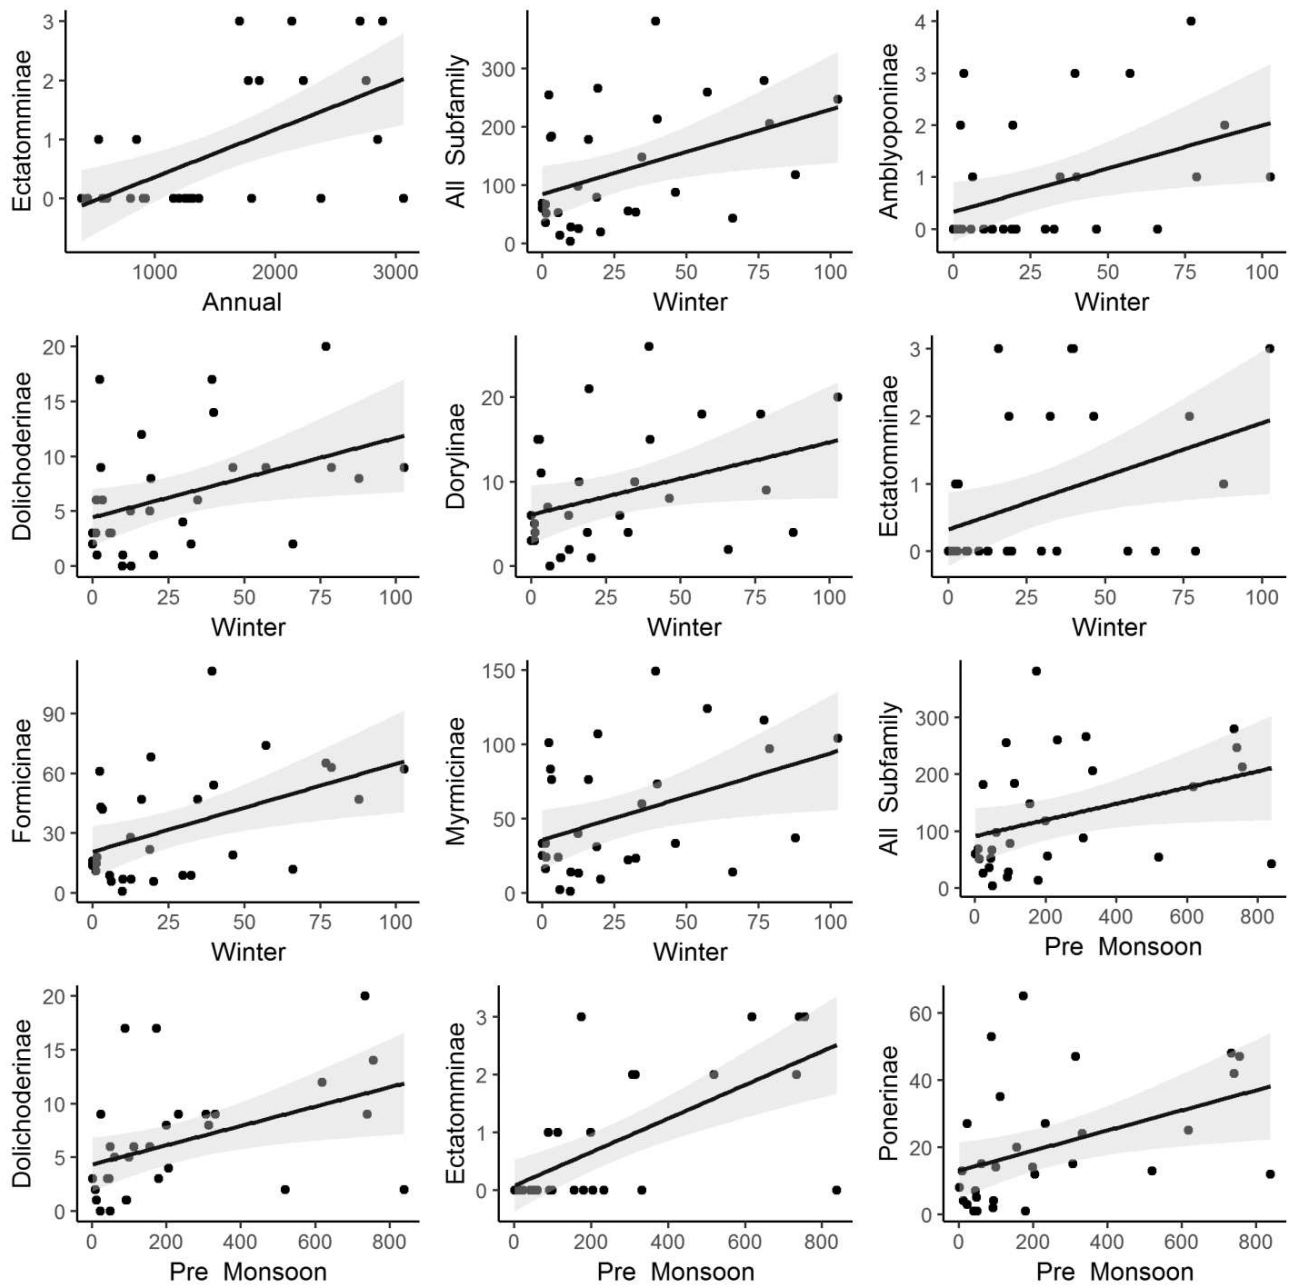 Ectatomminae
3
2
1
0
1000 2000 3000
Annual
All Subfamily
300
200
100
0
0 25 50 75 100
Winter
Amblyoponinae
4
3
2
1
0
0 25 50 75 100
Winter
Dolichoderinae
20
15
10
5
0
0 25 50 75 100
Winter
Dorylinae
20
10
0
0 25 50 75 100
Winter
Ectatomminae
3
2
1
0
0 25 50 75 100
Winter
Formicinae
90
60
30
0
0 25 50 75 100
Winter
Myrmicinae
150
100
50
0
0 25 50 75 100
Winter
All Subfamily
300
200
100
0
0 200 400 600 800
Pre Monsoon
Dolichoderinae
20
15
10
5
0
0 200 400 600 800
Pre Monsoon
Ectatomminae
3
2
1
0
0 200 400 600 800
Pre Monsoon
Ponerinae
60
40
20
0
0 200 400 600 800
Pre Monsoon